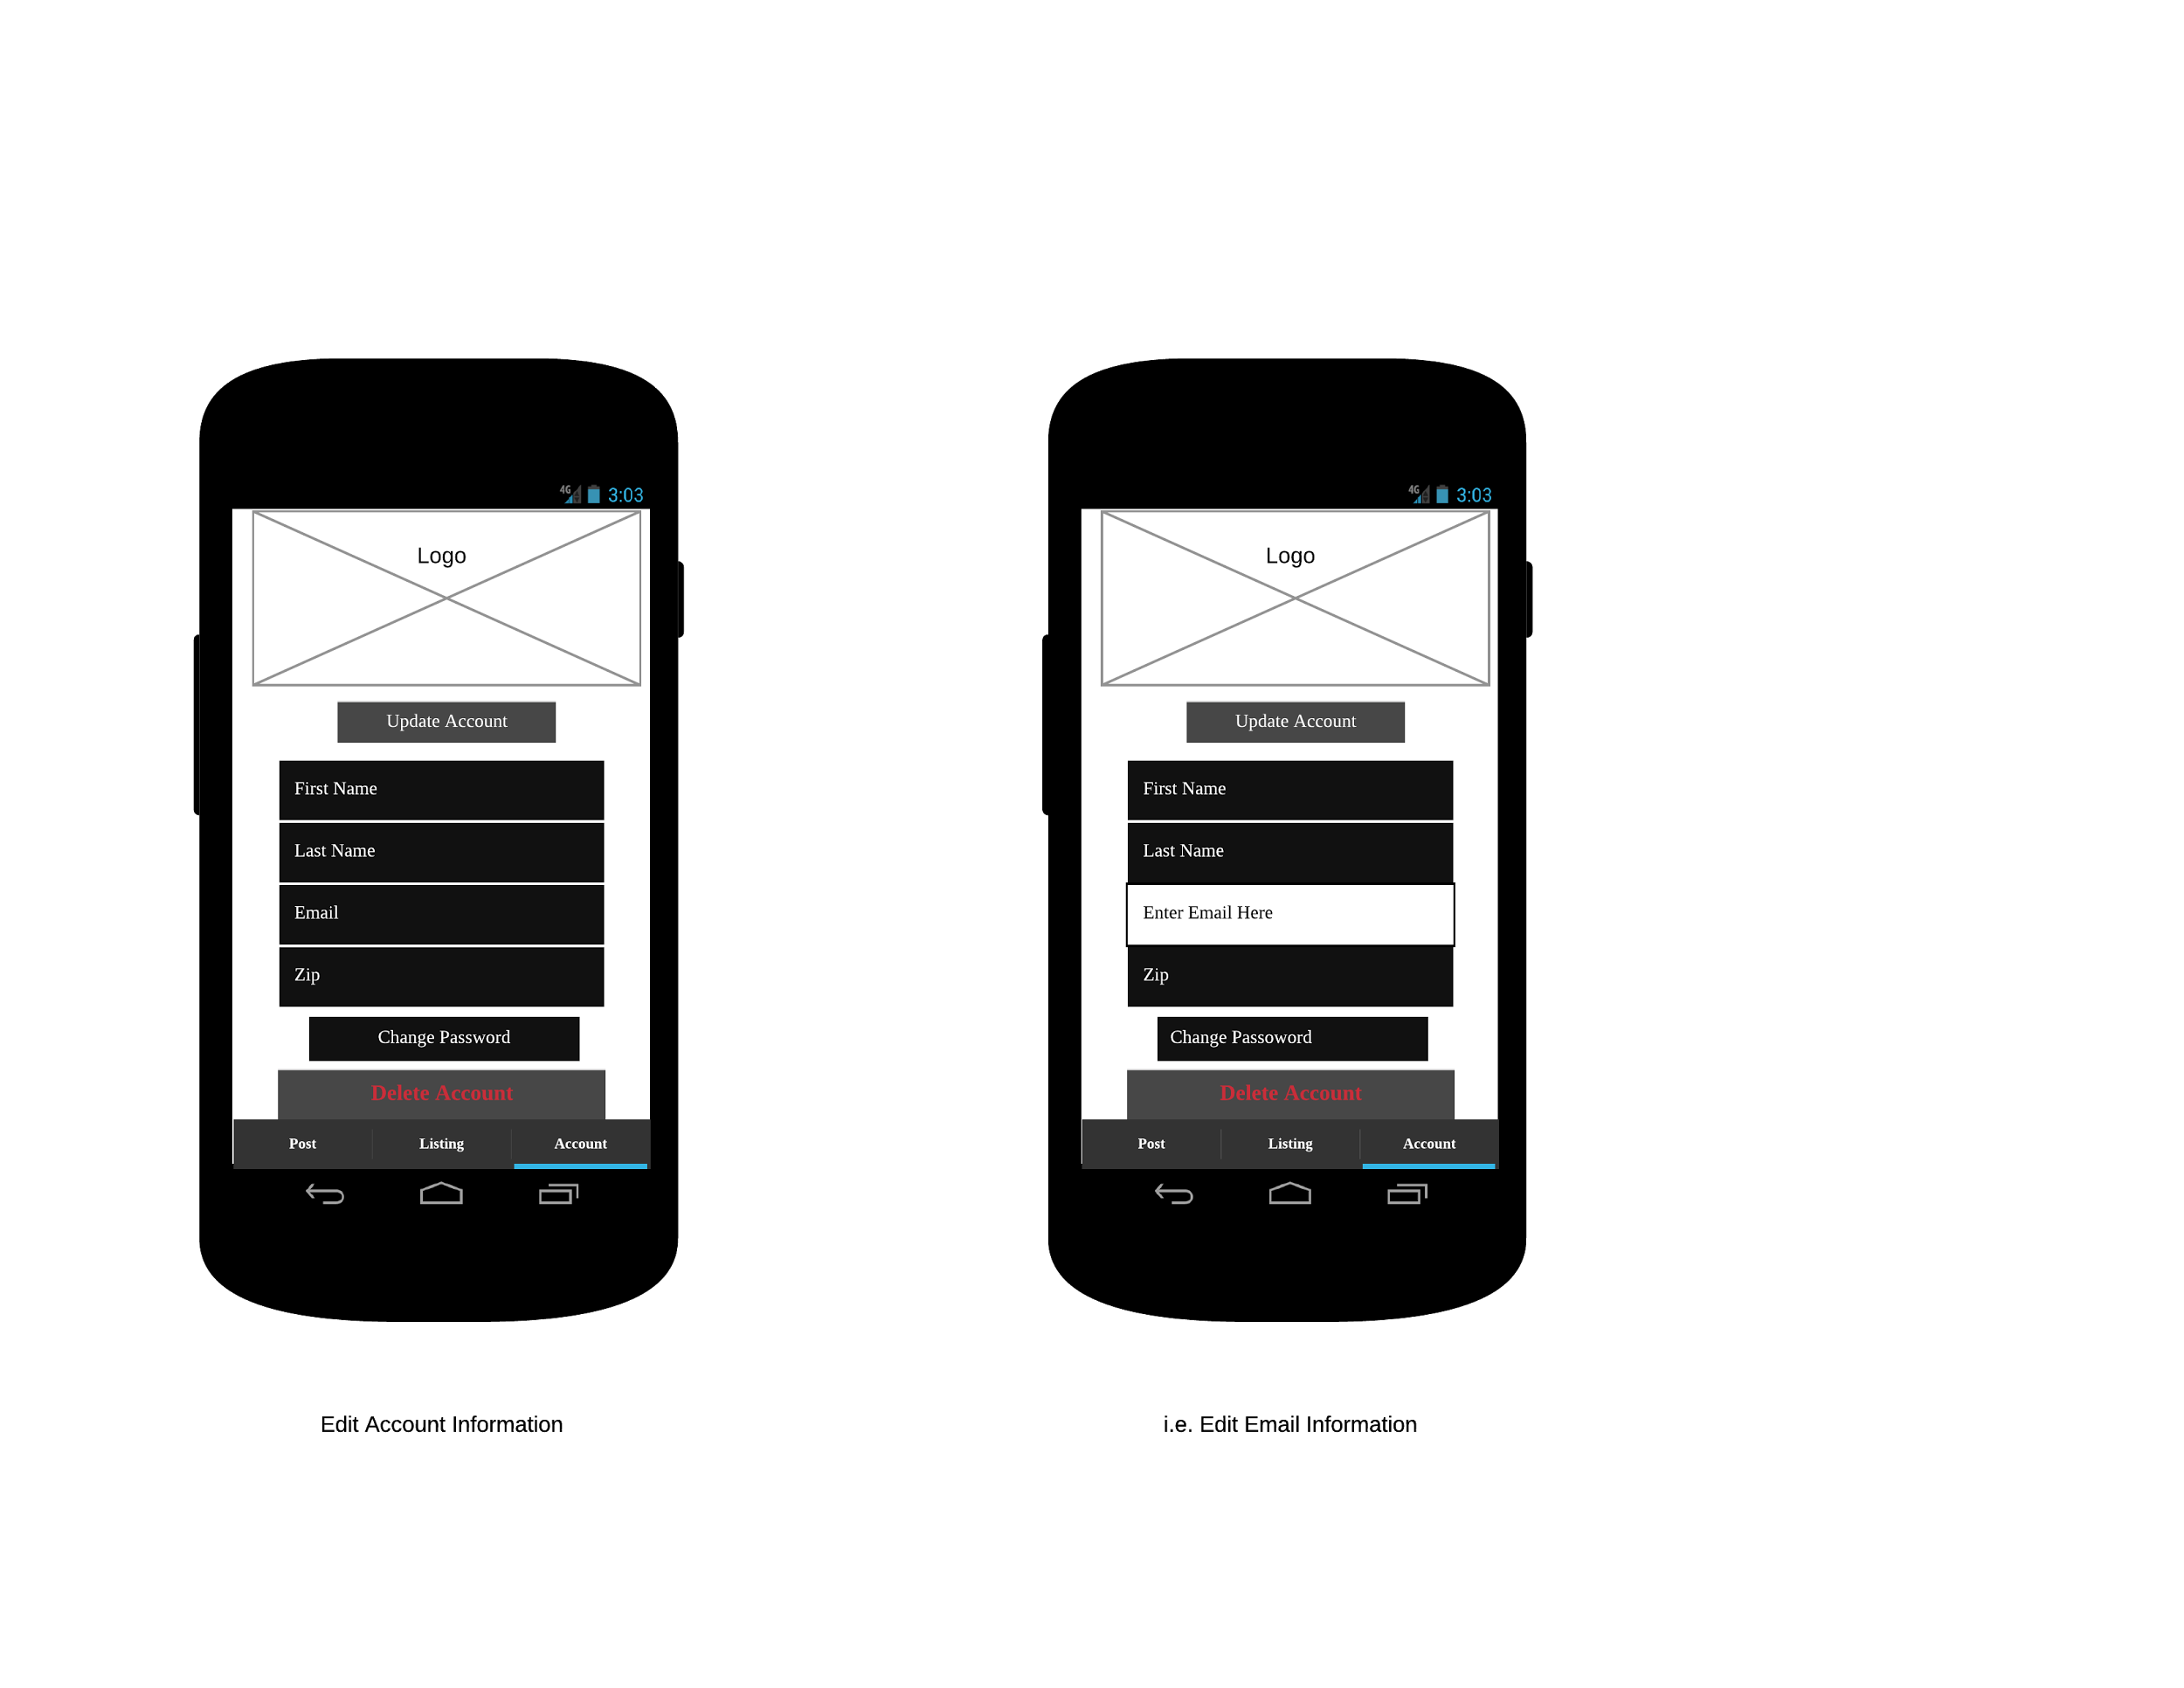 4G 3:03
Logo
Update Account
First Name
Last Name
Email
Zip
Change Password
Delete Account
Post Listing Account
Edit Account Information
4G 3:03
Logo
Update Account
First Name
Last Name
Enter Email Here
Zip
Change Passoword
Delete Account
Post Listing Account
i.e. Edit Email Information